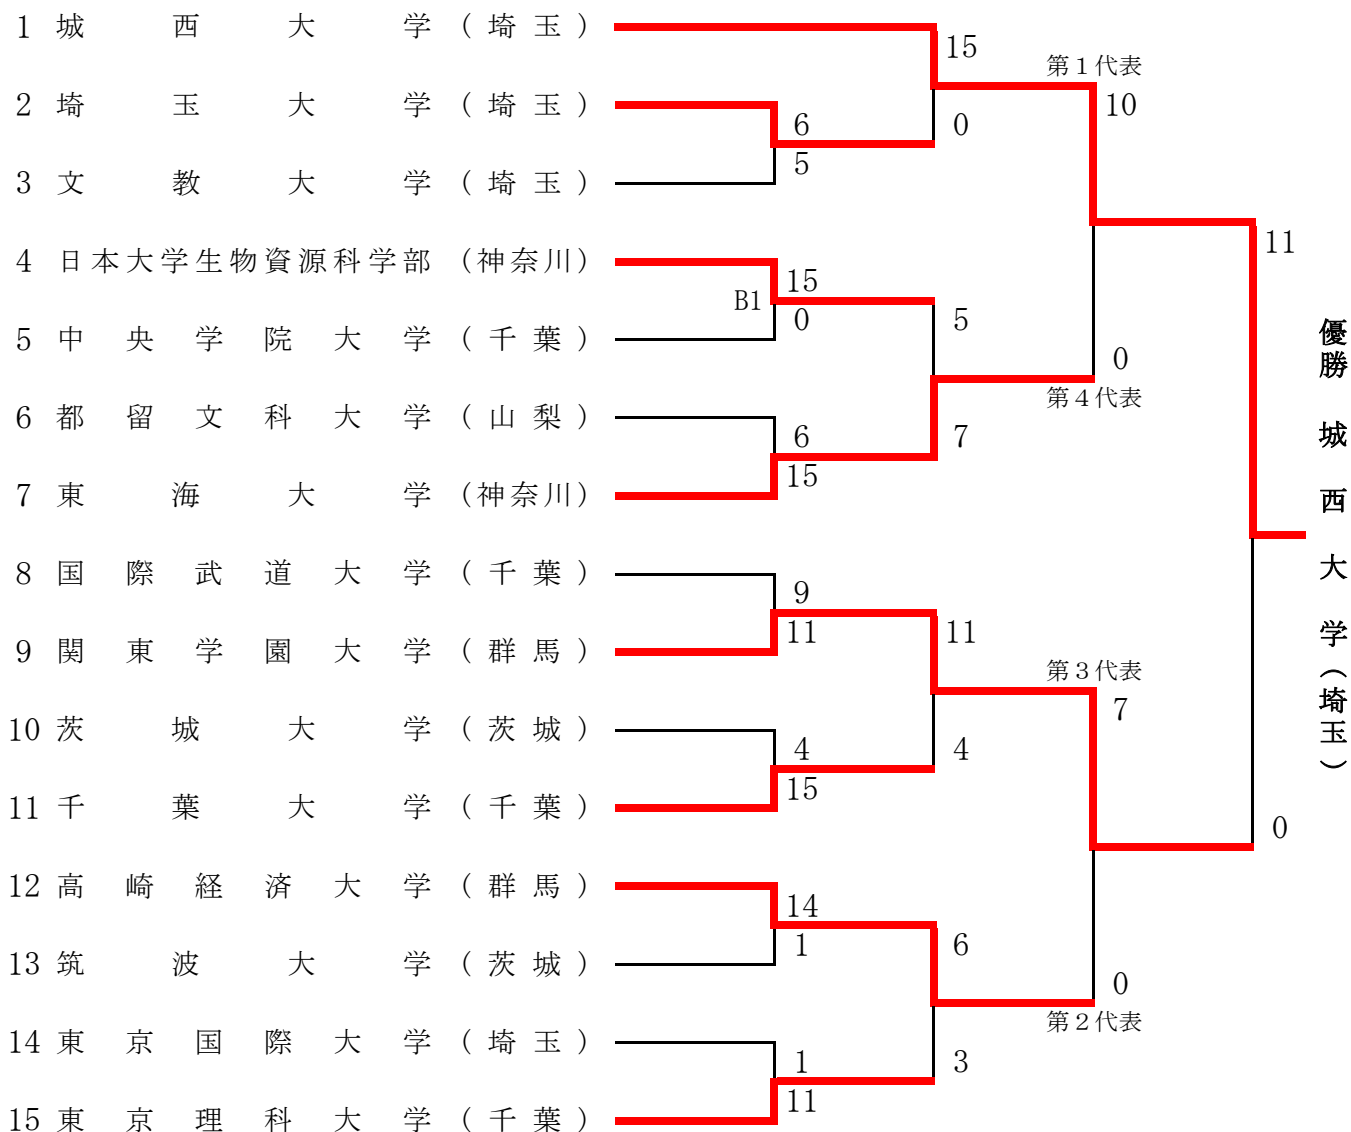 1 城西大学 (埼玉)
15
第1代表
2 埼玉大学 (埼玉)
10
6
0
5
3 文教大学 (埼玉)
11
4 日本大学生物資源科学部 (神奈川)
15
B1
0
5
5 中央学院大学 (千葉)
0
第4代表
6 都留文科大学 (山梨)
6
7
15
7 東海大学 (神奈川)
8 国際武道大学 (千葉)
9
11
11
9 関東学園大学 (群馬)
第3代表
7
10 茨城大学 (茨城)
4
4
15
11 千葉大学 (千葉)
0
12 高崎経済大学 (群馬)
14
1
6
13 筑波大学 (茨城)
0
第2代表
14 東京国際大学 (埼玉)
1
3
11
15 東京理科大学 (千葉)
優勝 城西大学(埼玉)